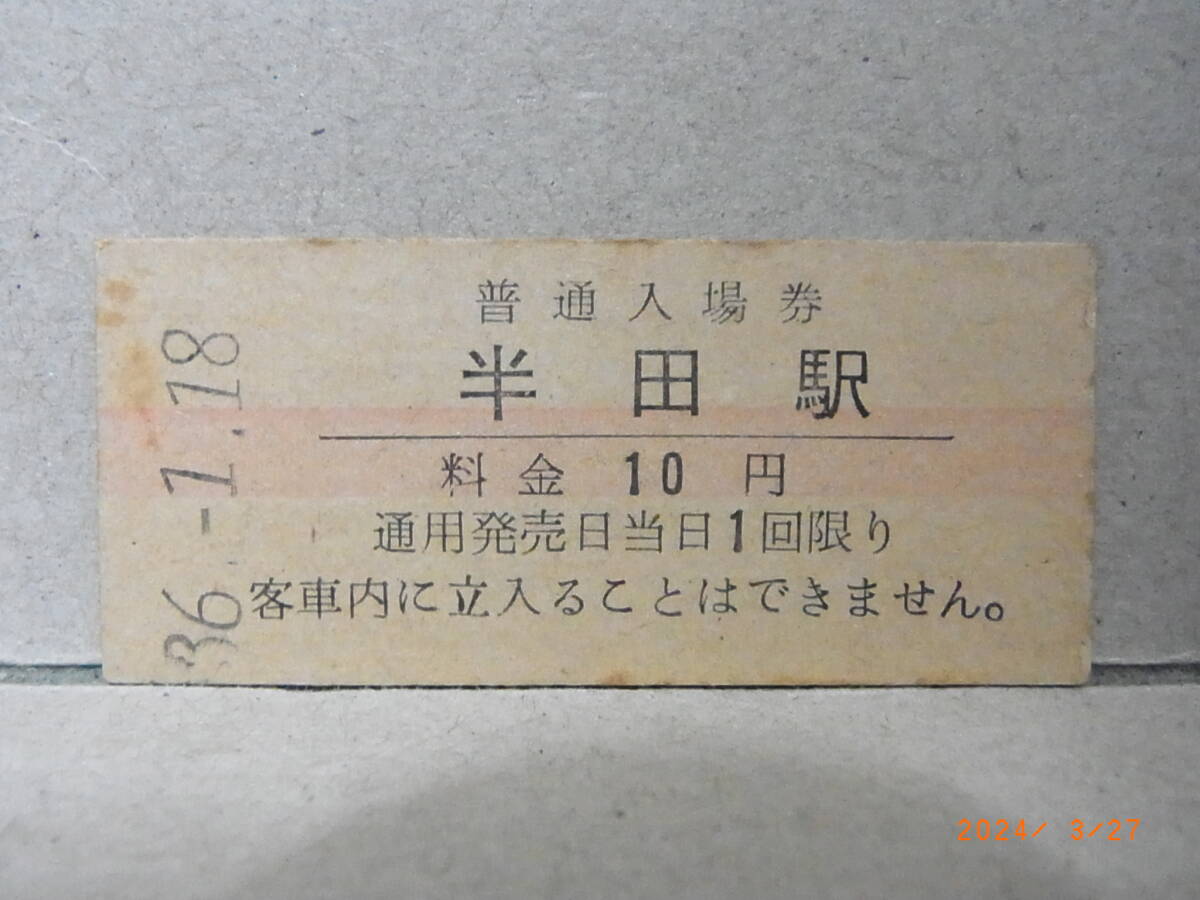 普通入場券
半田駅
料金 10 円
通用発売日当日1回限り
客車内に立入ることはできません。
36.-1.18
2024/ 3/27